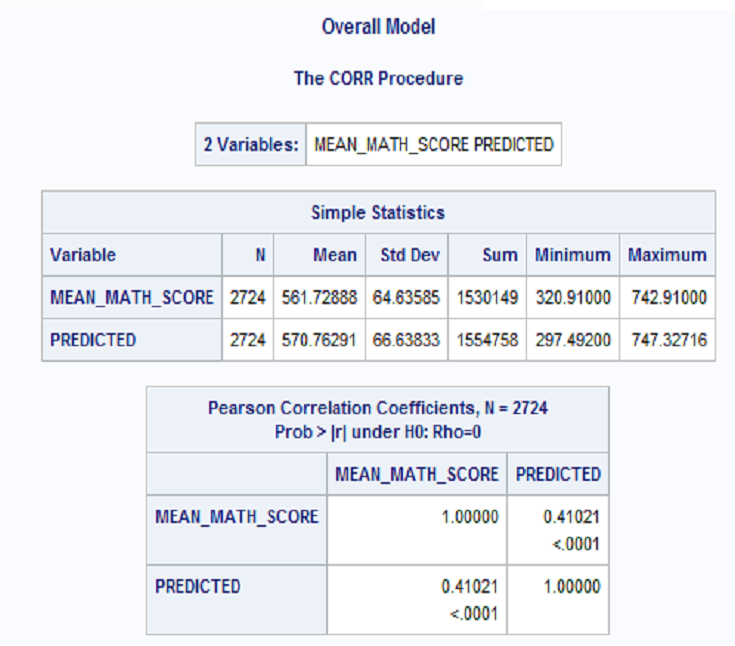 Overall Model
The CORR Procedure
2 Variables: MEAN_MATH_SCORE PREDICTED
Simple Statistics
Variable N Mean Std Dev Sum Minimum Maximum
MEAN_MATH_SCORE 2724 561.72888 64.63585 1530149 320.91000 742.91000
PREDICTED 2724 570.76291 66.63833 1554758 297.49200 747.32716
Pearson Correlation Coefficients, N = 2724
Prob > |r| under H0: Rho=0
MEAN_MATH_SCORE PREDICTED
MEAN_MATH_SCORE 1.00000 0.41021
<.0001
PREDICTED 0.41021 1.00000
<.0001